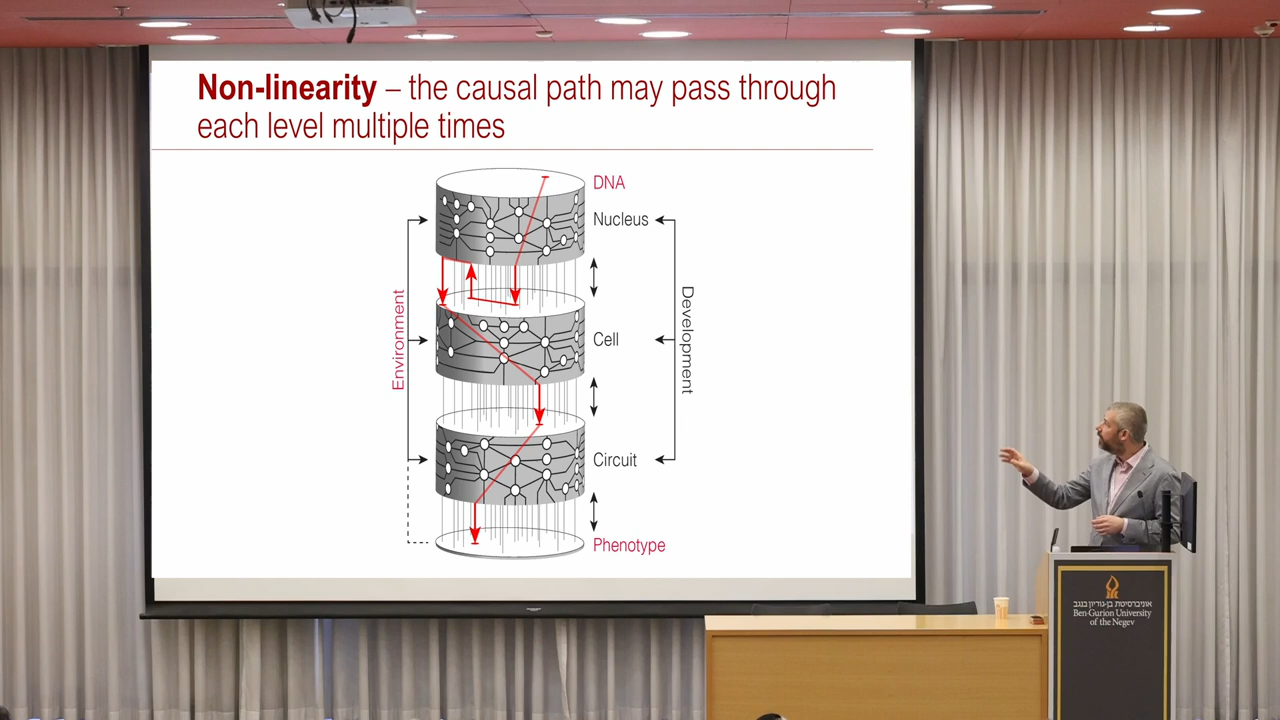 Non-linearity – the causal path may pass through
each level multiple times
DNA
Nucleus
Environment
Development
Cell
Circuit
Phenotype
אוניברסיטת בן-גוריון בנגב
Ben-Gurion University
of the Negev